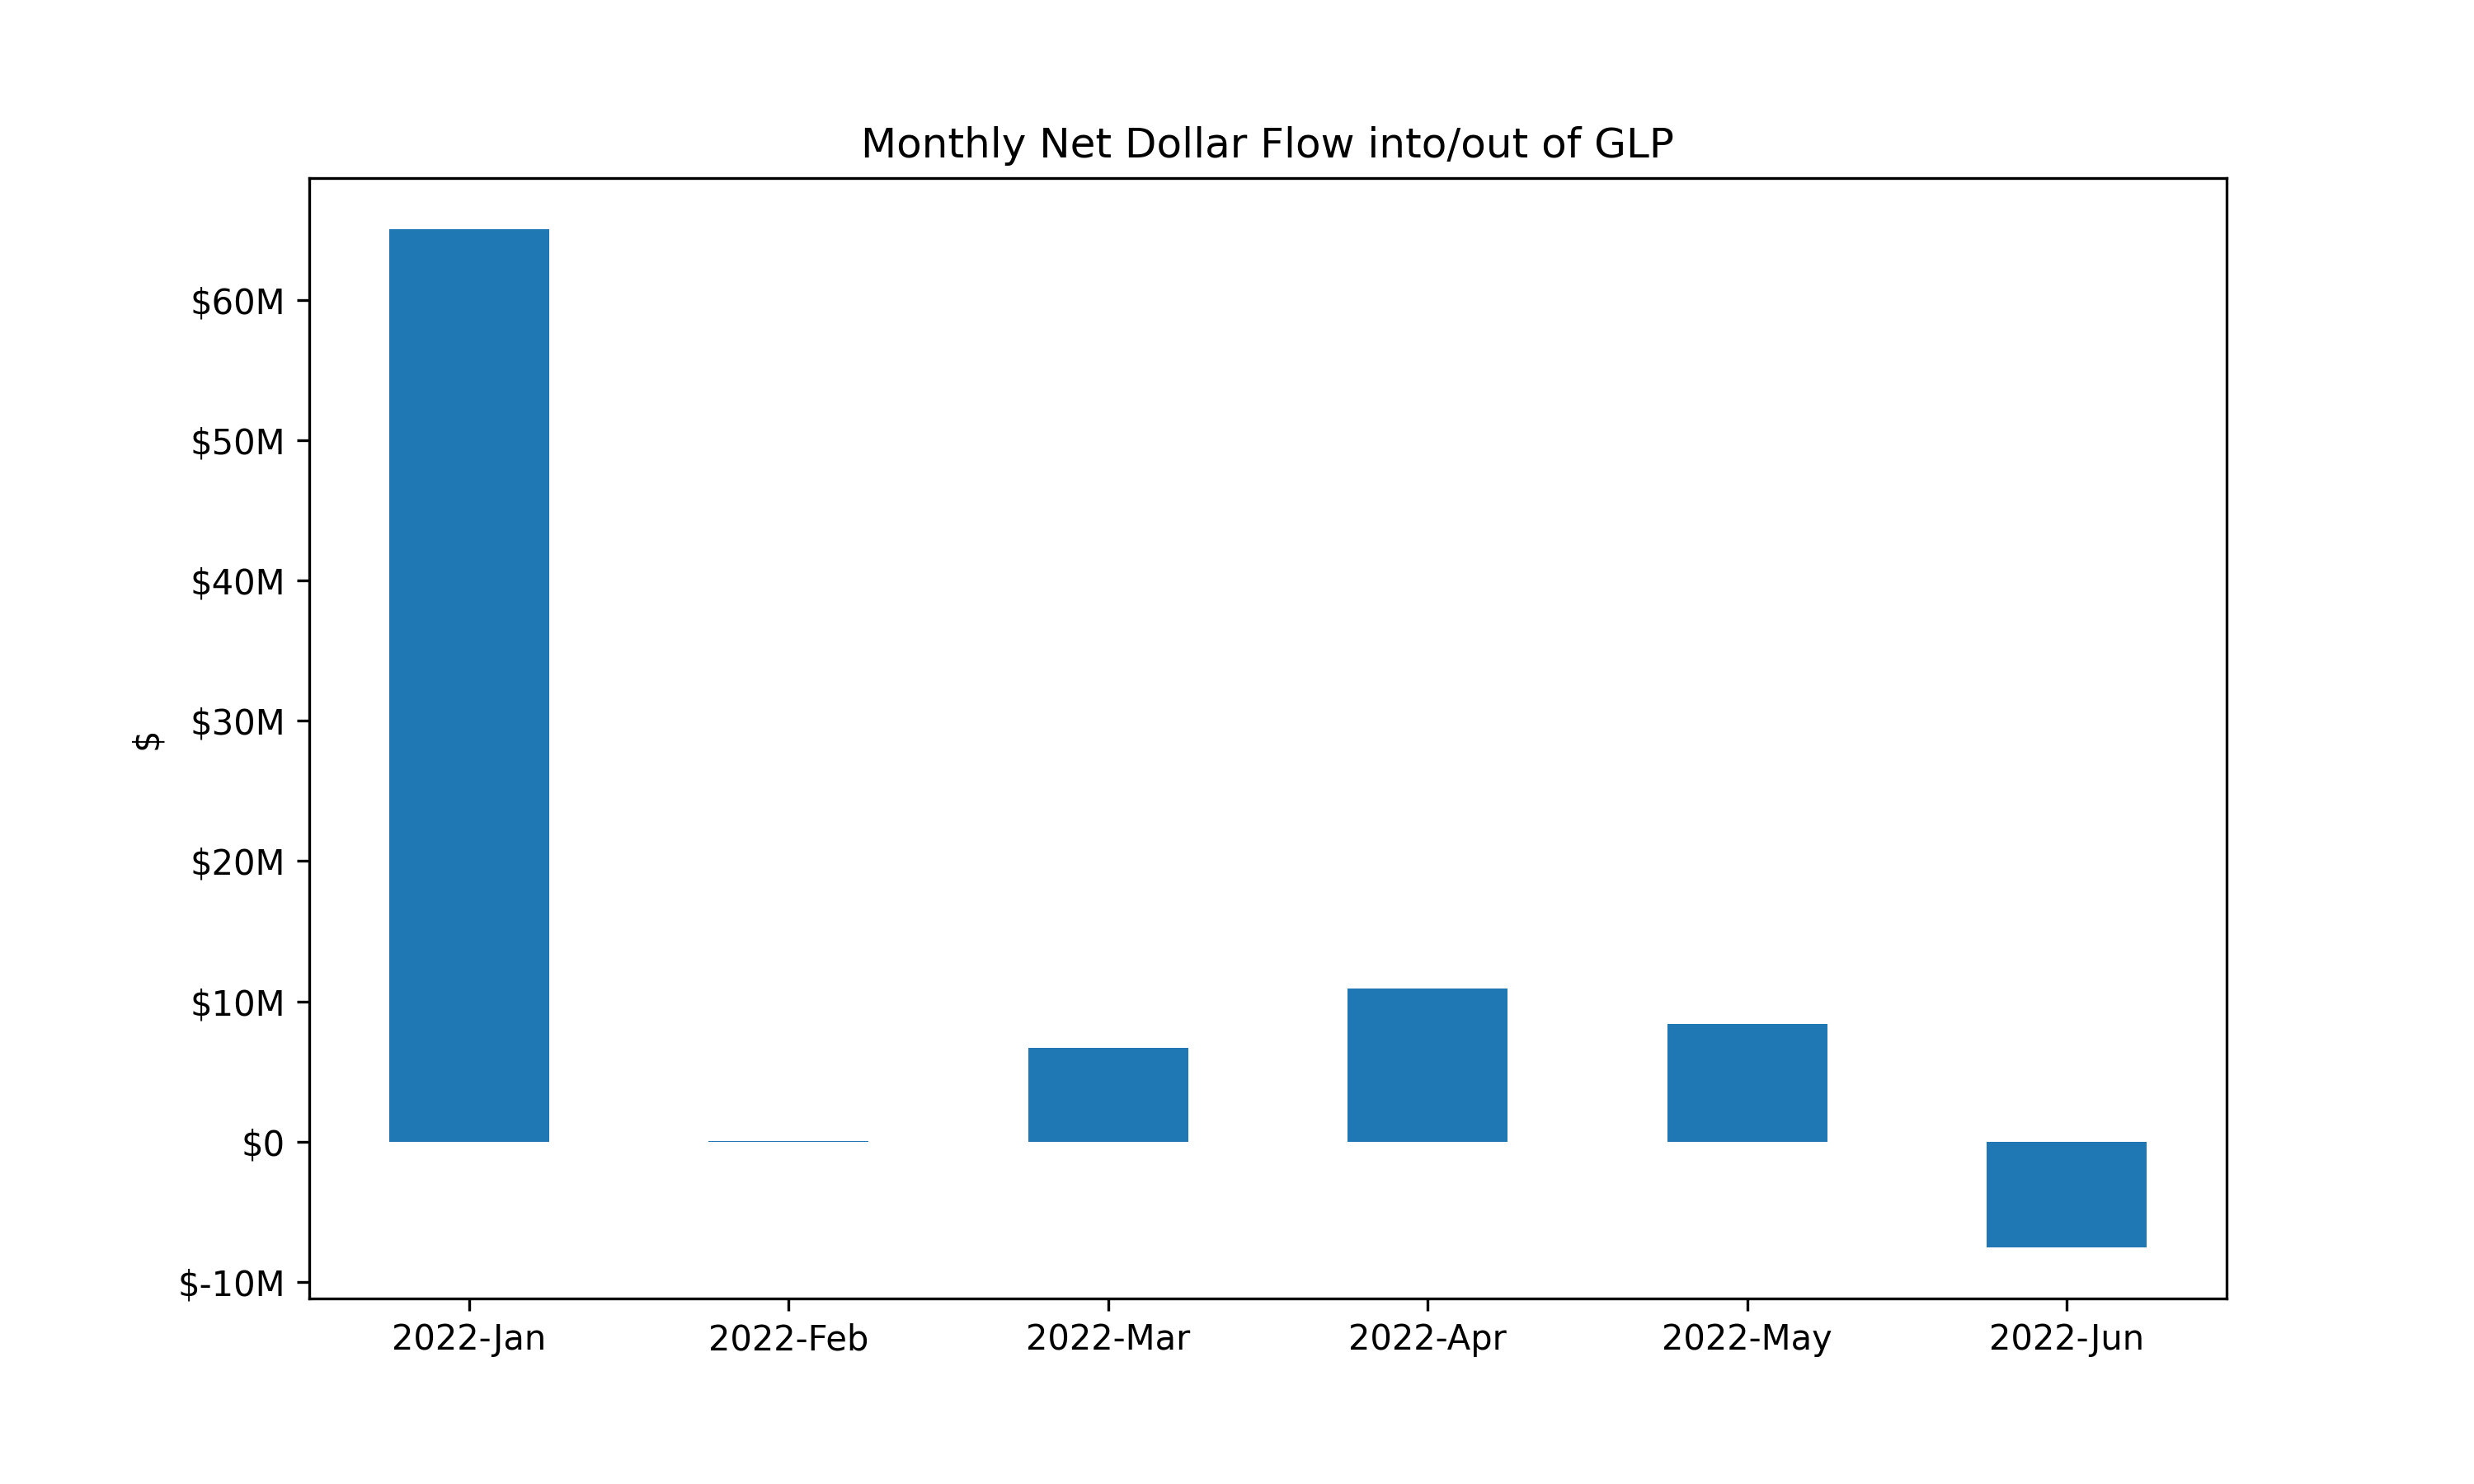 Monthly Net Dollar Flow into/out of GLP
$
$60M
$50M
$40M
$30M
$20M
$10M
$0
$-10M
2022-Jan 2022-Feb 2022-Mar 2022-Apr 2022-May 2022-Jun